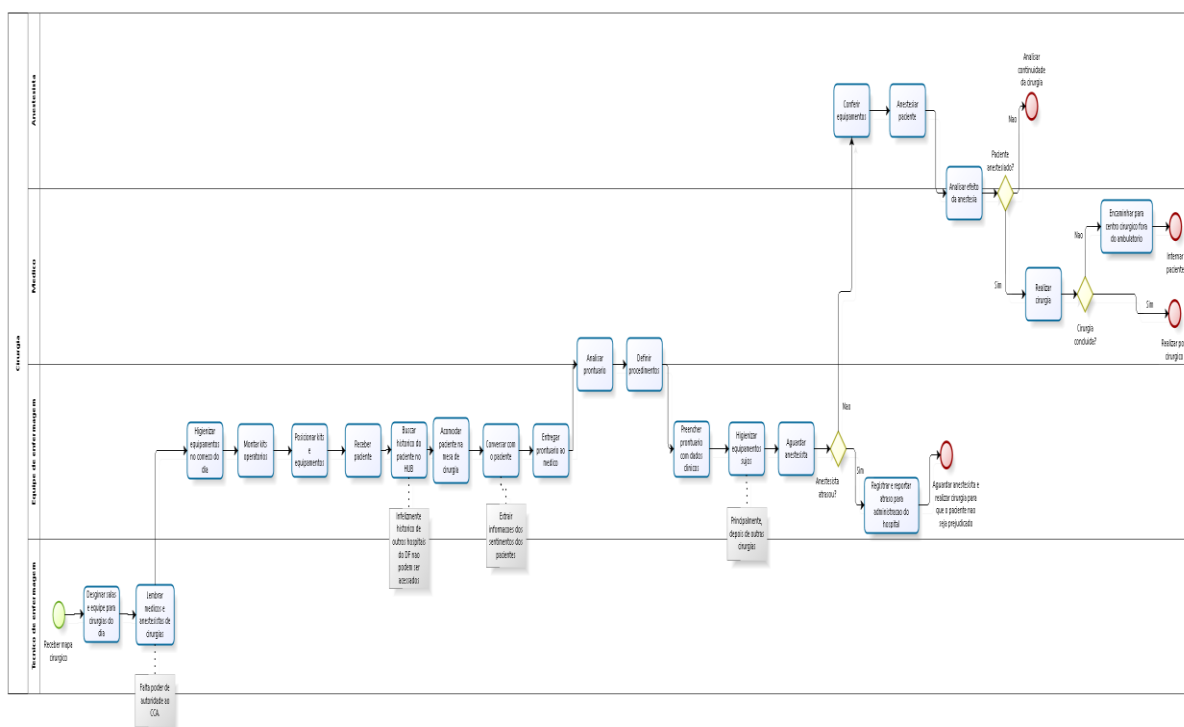 Cirurgia
Anestesista
Medico
Equipe de enfermagem
Tecnico de enfermagem
Receber mapa
cirurgico
Desginar salas
e equipe para
cirurgias do
dia
Lembrar
medicos e
anestesistas de
cirurgias
Falta poder de
autoridade ao
CCA.
Higienizar
equipamentos
no comeco do
dia
Montar kits
operatorios
Posicionar kits
e
equipamentos
Receber
paciente
Buscar
historico do
paciente no
HUB
Infelizmente
historico de
outros hospitais
do DF nao
podem ser
acessados
Acomodar
paciente na
mesa de
cirurgia
Conversar com
o paciente
Extrair
informacoes dos
sentimentos dos
pacientes
Entregar
prontuario ao
medico
Analisar
prontuario
Definir
procedimentos
Preencher
prontuario
com dados
clinicos
Higienizar
equipamentos
sujos
Principalmente,
depois de outras
cirurgias
Aguardar
anestesista
Anestesista
atrasou?
Nao
Sim
Registrar e reportar
atraso para
administracao do
hospital
Aguardar anestesista e
realizar cirurgia para
que o paciente nao
seja prejudicado
Conferir
equipamentos
Anestesiar
paciente
Analisar efeito
da anestesia
Paciente
anestesiado?
Nao
Analisar
continuidade
da cirurgia
Sim
Realizar
cirurgia
Cirurgia
concluida?
Nao
Encaminhar para
centro cirurgico fora
do ambulatorio
Internar
paciente
Sim
Realizar pos
cirurgico